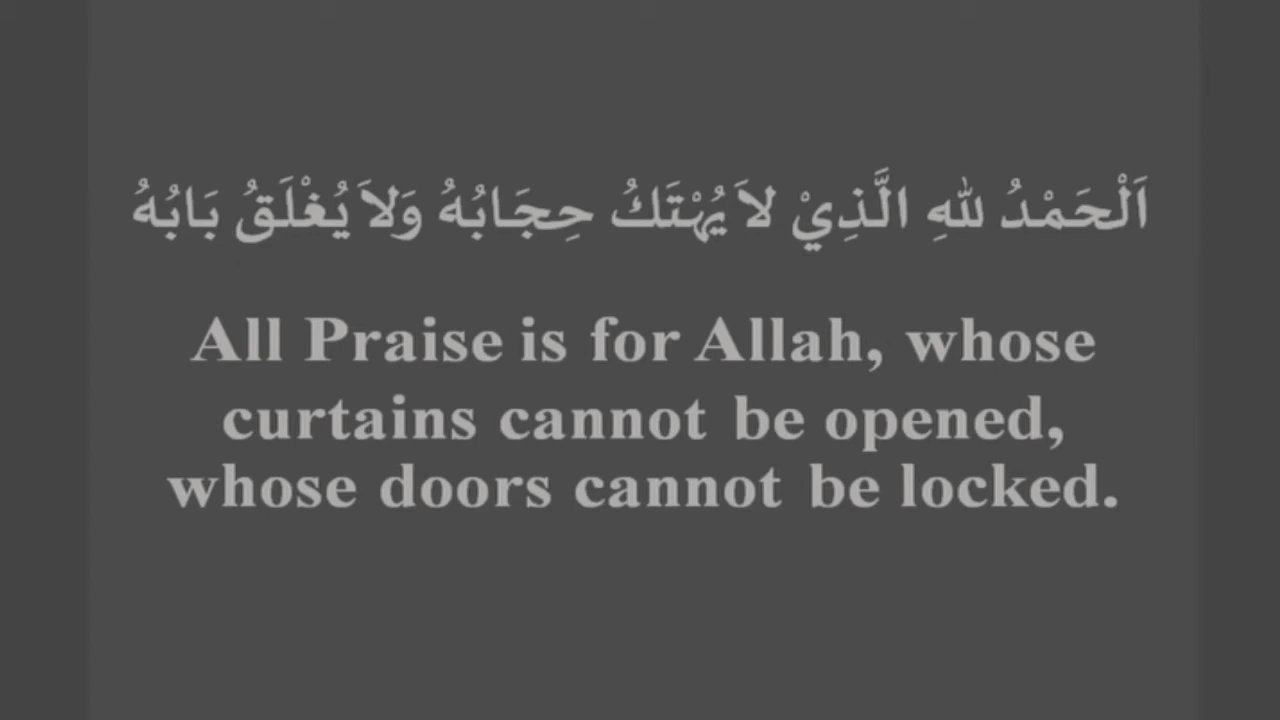 اَلْحَمْدُ لِلّٰهِ الَّذِيْ لاَ يُهْتَكُ حِجَابُهُ وَلاَ يُغْلَقُ بَابُهُ
All Praise is for Allah, whose
curtains cannot be opened,
whose doors cannot be locked.